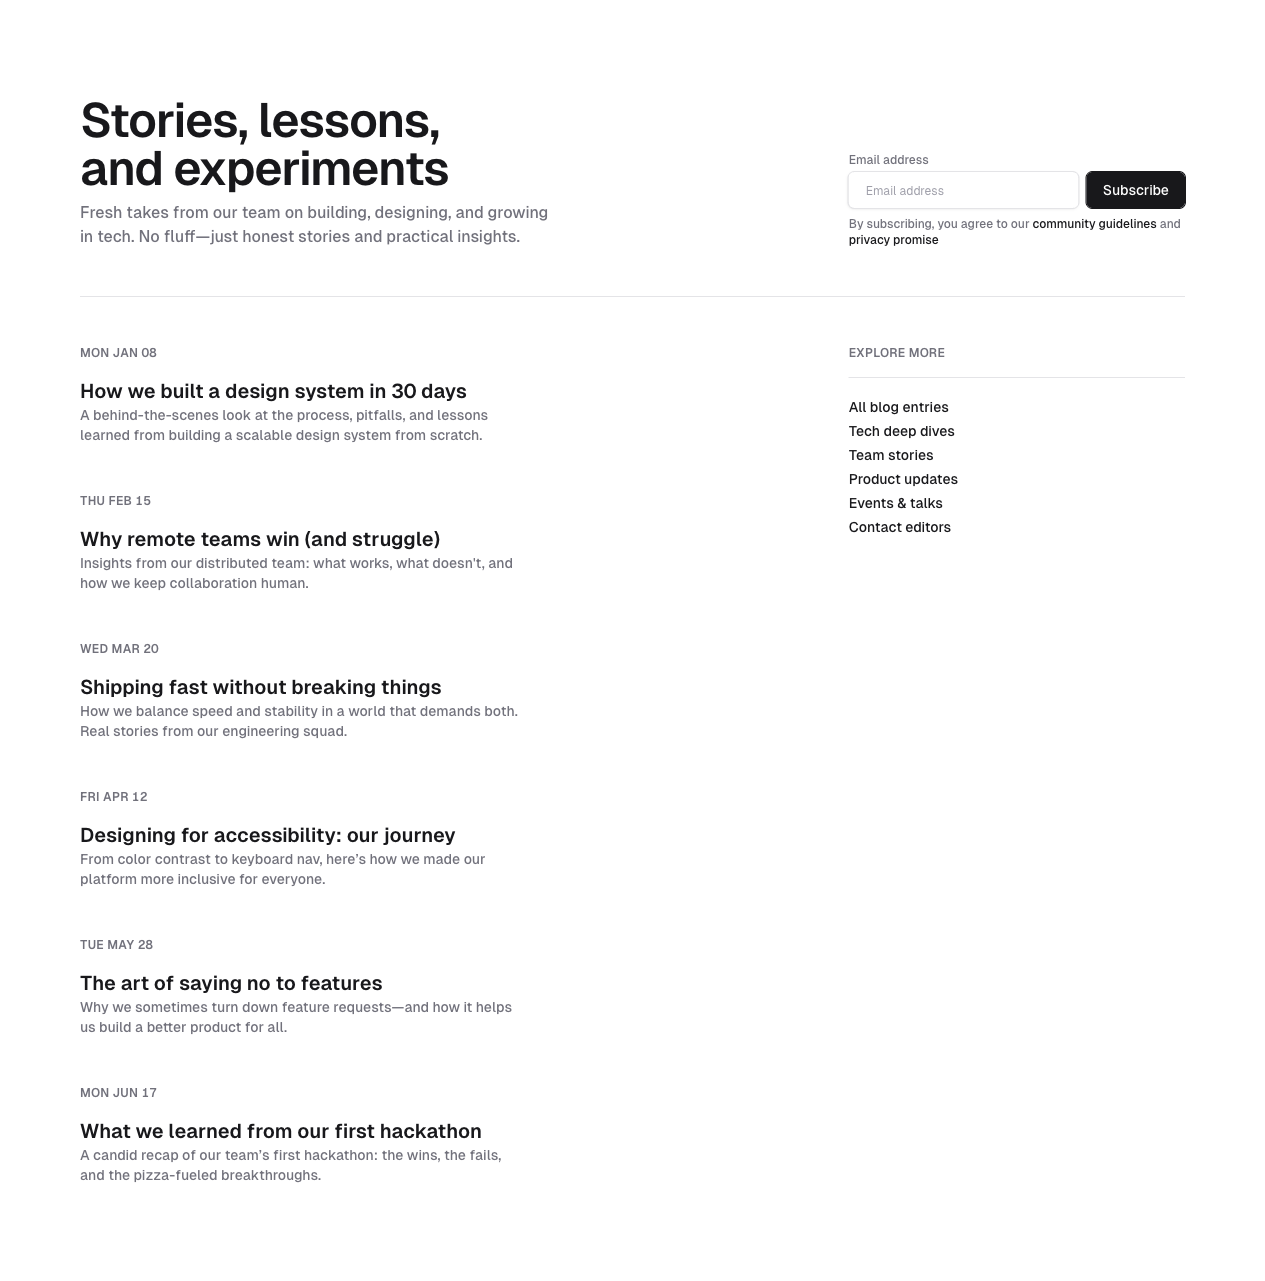 Stories, lessons,
and experiments
Fresh takes from our team on building, designing, and growing
in tech. No fluff—just honest stories and practical insights.
Email address
Email address
Subscribe
By subscribing, you agree to our community guidelines and
privacy promise
MON JAN 08
How we built a design system in 30 days
A behind-the-scenes look at the process, pitfalls, and lessons
learned from building a scalable design system from scratch.
THU FEB 15
Why remote teams win (and struggle)
Insights from our distributed team: what works, what doesn't, and
how we keep collaboration human.
WED MAR 20
Shipping fast without breaking things
How we balance speed and stability in a world that demands both.
Real stories from our engineering squad.
FRI APR 12
Designing for accessibility: our journey
From color contrast to keyboard nav, here’s how we made our
platform more inclusive for everyone.
TUE MAY 28
The art of saying no to features
Why we sometimes turn down feature requests—and how it helps
us build a better product for all.
MON JUN 17
What we learned from our first hackathon
A candid recap of our team’s first hackathon: the wins, the fails,
and the pizza-fueled breakthroughs.
EXPLORE MORE
All blog entries
Tech deep dives
Team stories
Product updates
Events & talks
Contact editors